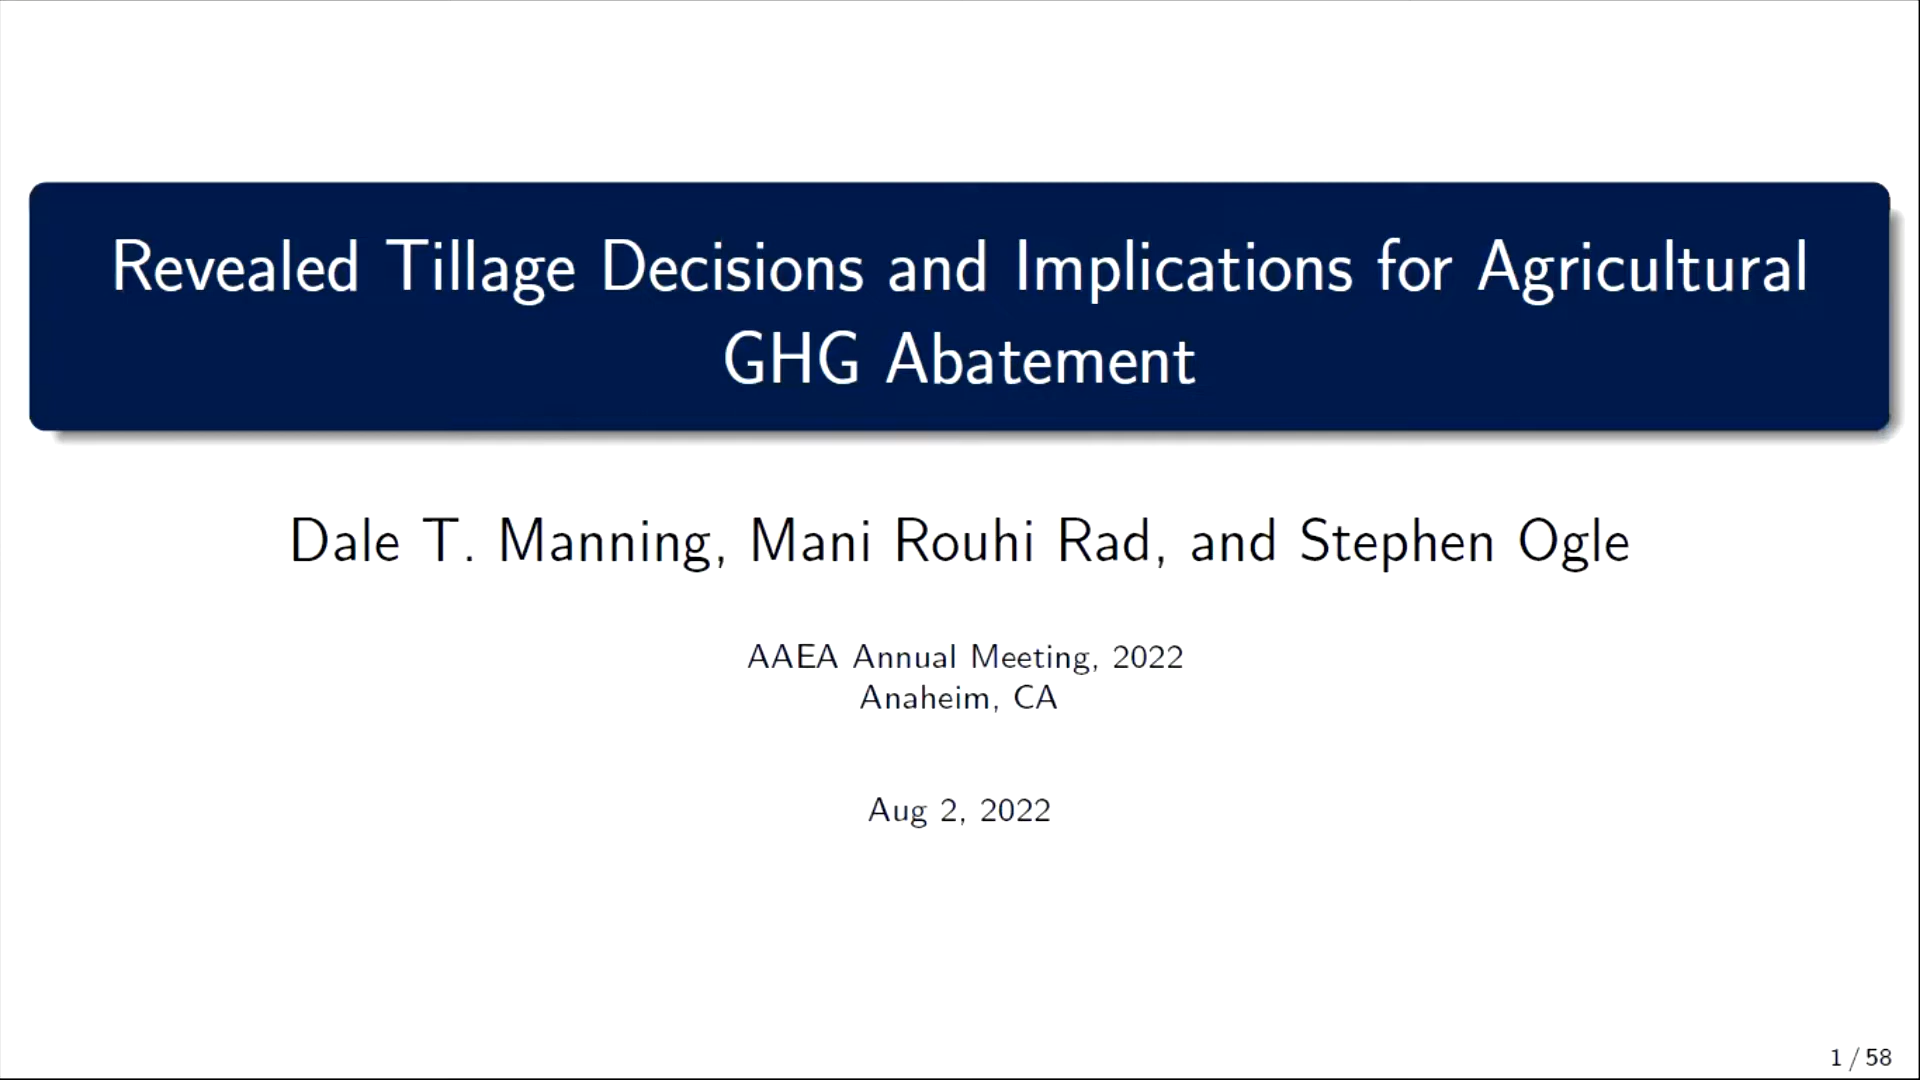 Revealed Tillage Decisions and Implications for Agricultural
GHG Abatement
Dale T. Manning, Mani Rouhi Rad, and Stephen Ogle
AAEA Annual Meeting, 2022
Anaheim, CA
Aug 2, 2022
1 / 58